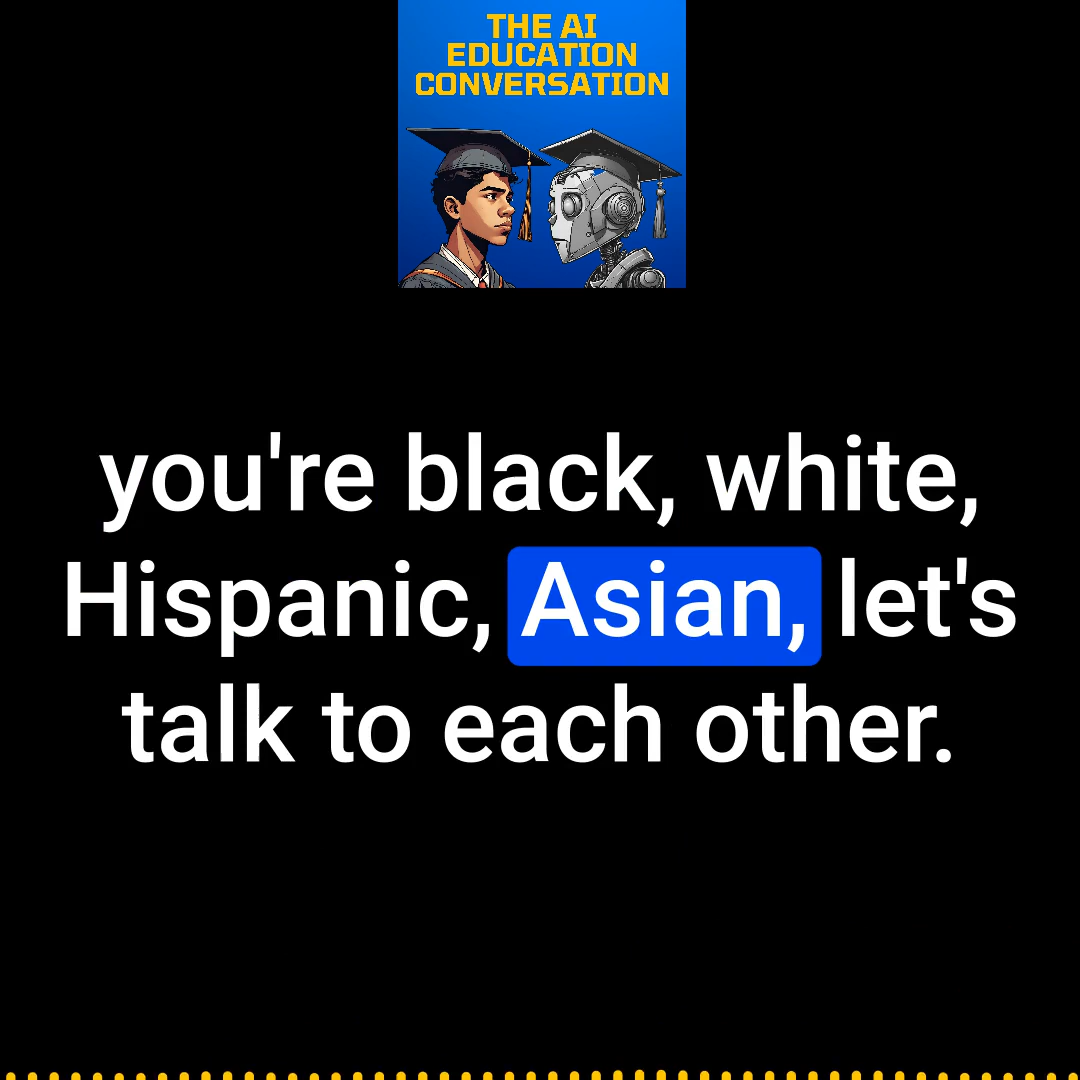 THE AI
EDUCATION
CONVERSATION
you're black, white,
Hispanic, Asian, let's
talk to each other.